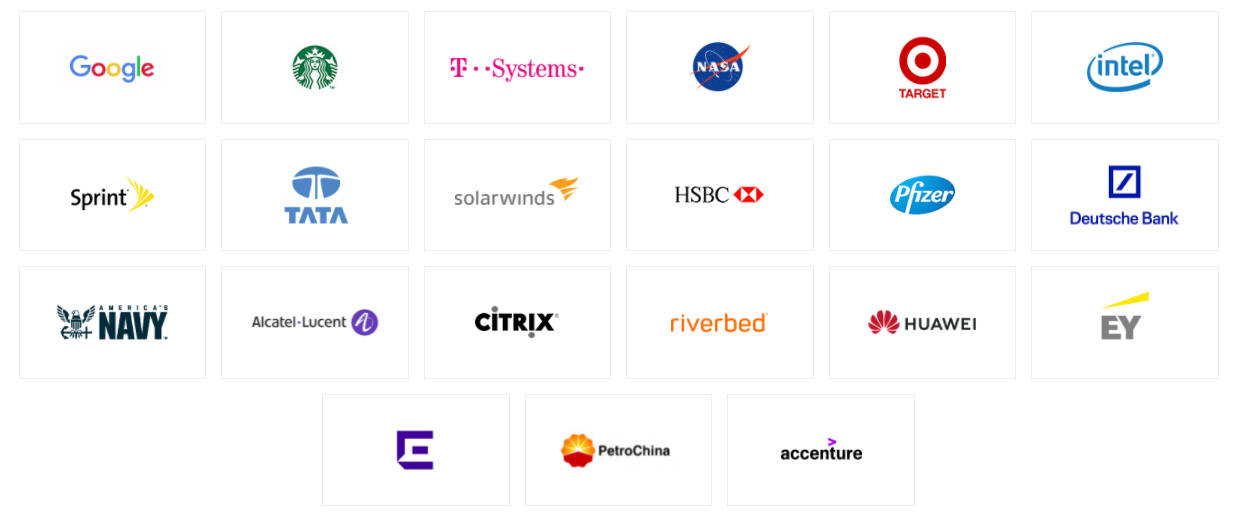 Google
T · · Systems ·
NASA
TARGET
intel
Sprint
TATA
solarwinds
HSBC
Pfizer
Deutsche Bank
AMERICA'S
NAVY
Alcatel·Lucent
CITRIX
riverbed
HUAWEI
EY
E
PetroChina
accenture